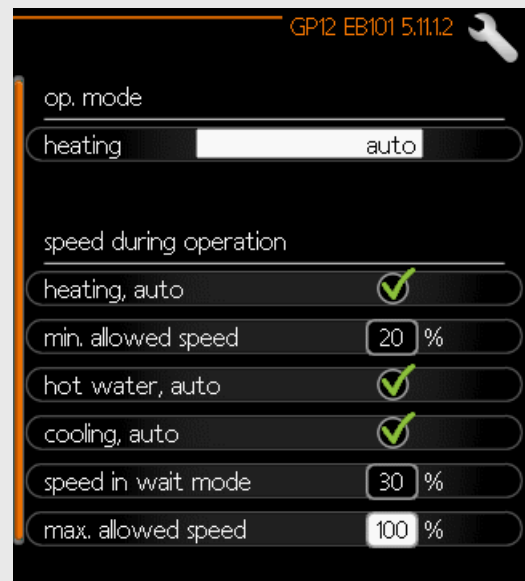 GP12 EB101 5.11.1.2
op. mode
heating auto
speed during operation
heating, auto
min. allowed speed 20 %
hot water, auto
cooling, auto
speed in wait mode 30 %
max. allowed speed 100 %